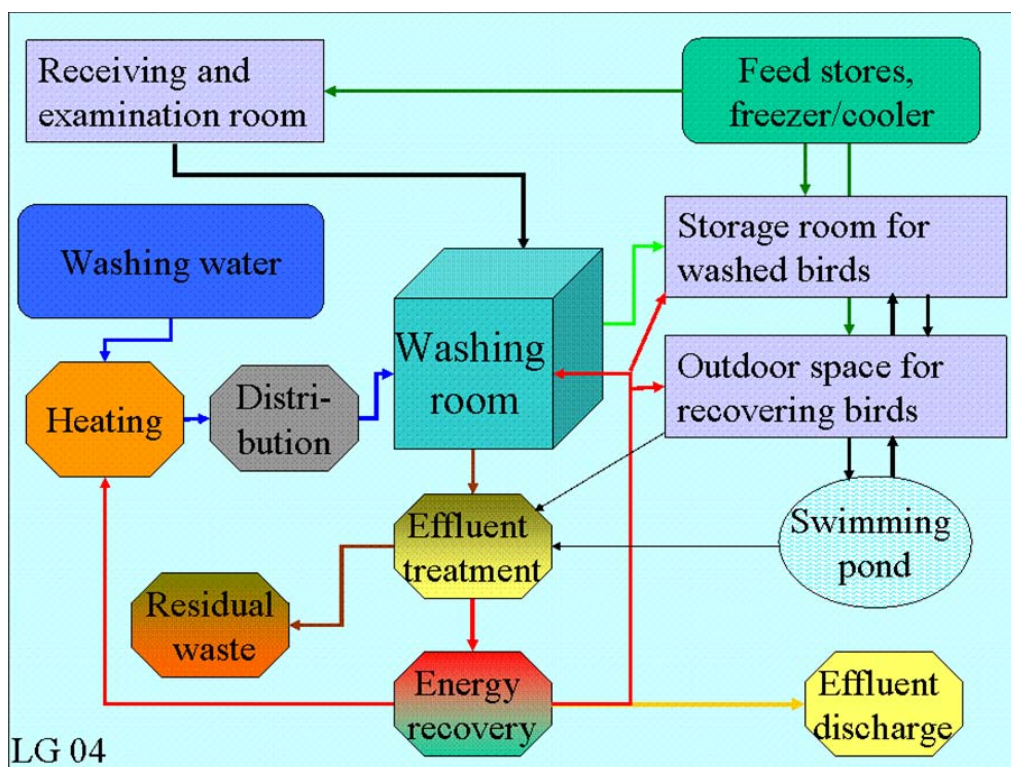 Receiving and
examination room
Feed stores,
freezer/cooler
Washing water
Storage room for
washed birds
Washing
room
Heating
Distri-
bution
Outdoor space for
recovering birds
Effluent
treatment
Swimming
pond
Residual
waste
Energy
recovery
Effluent
discharge
LG 04